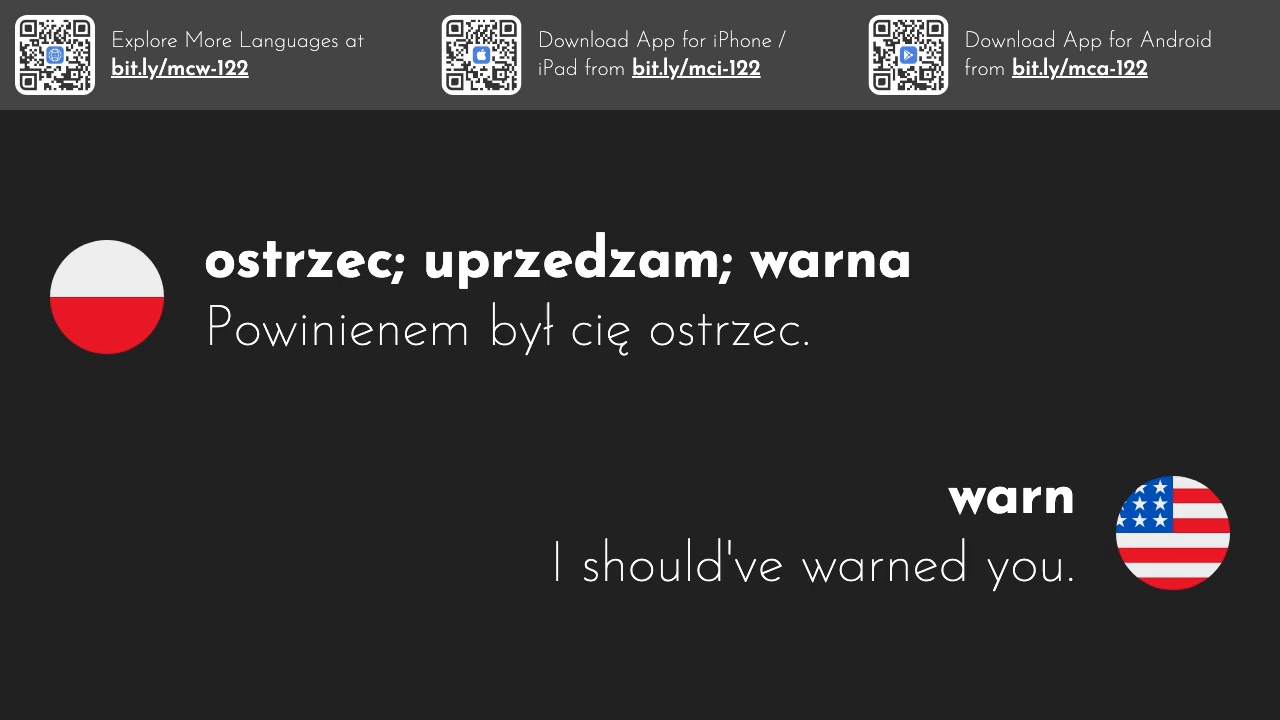 Explore More Languages at
bit.ly/mcw-122
Download App for iPhone /
iPad from bit.ly/mci-122
Download App for Android
from bit.ly/mca-122
ostrzec; uprzedzam; warna
Powinienem był cię ostrzec.
warn
I should've warned you.